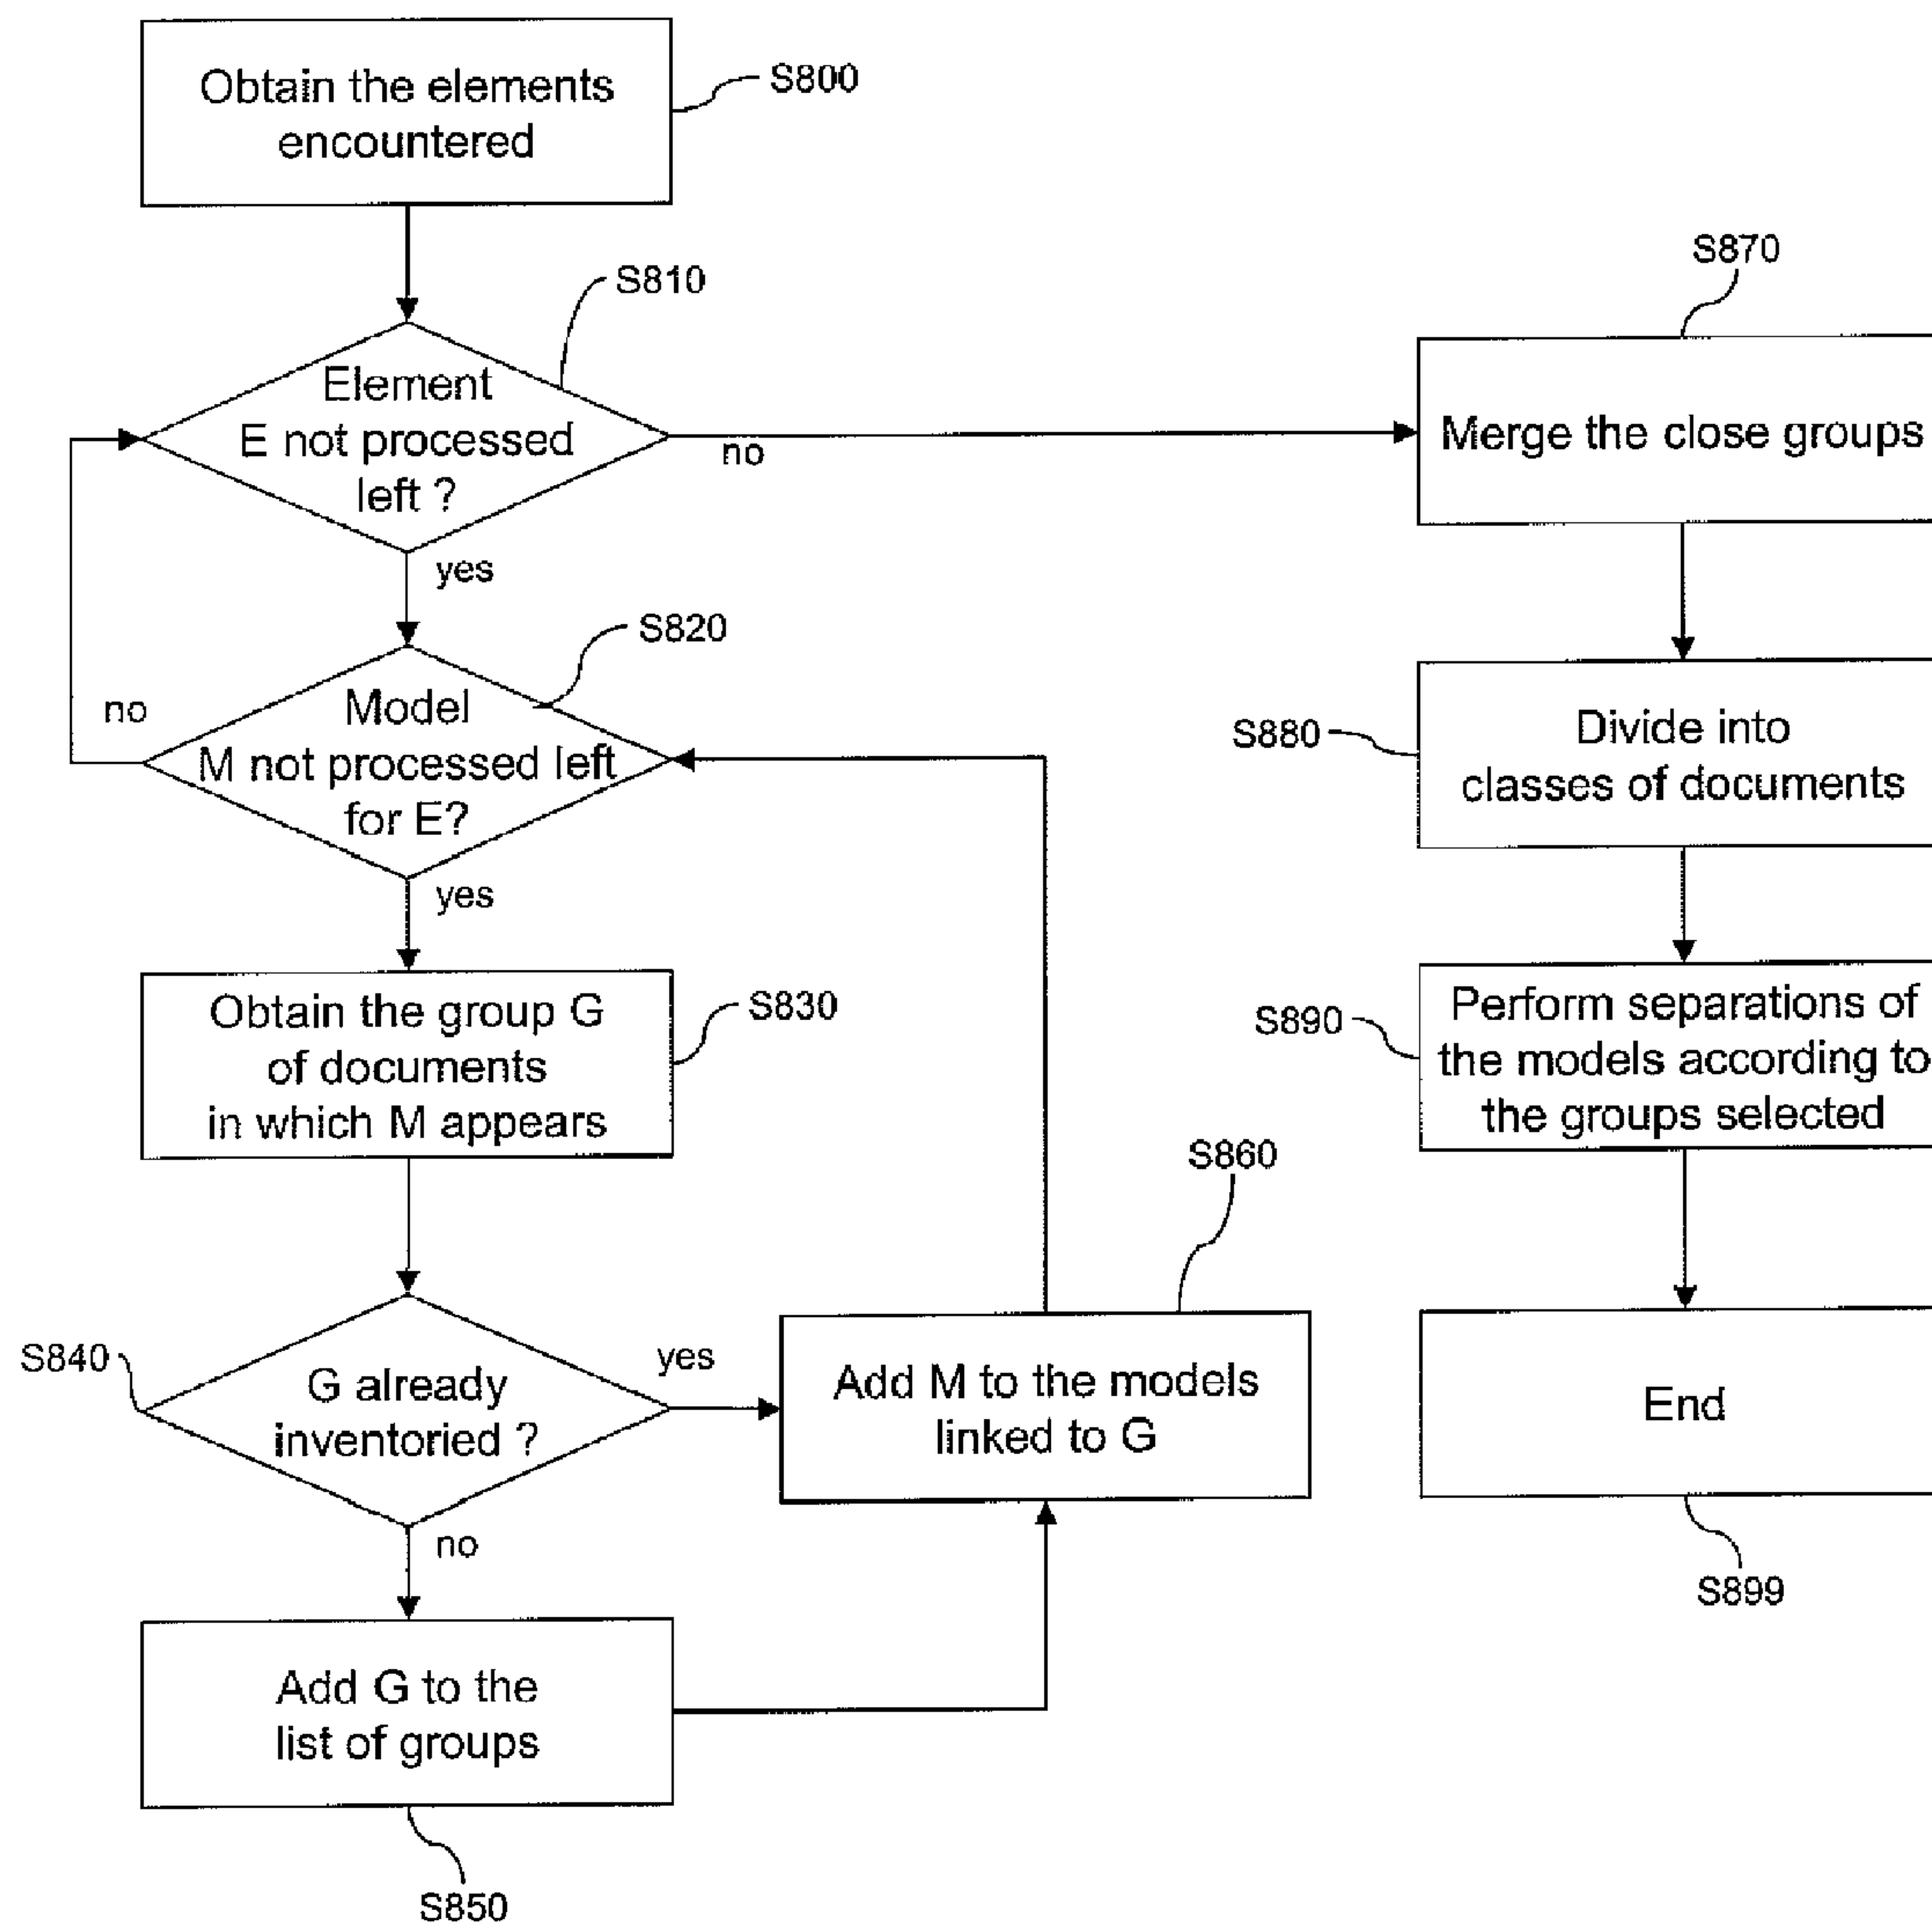 Obtain the elements
encountered
S800
S810
Element
E not processed
left ?
no
yes
S820
Model
M not processed left
for E?
no
yes
Obtain the group G
of documents
in which M appears
S830
S840
G already
inventoried ?
yes
no
Add G to the
list of groups
S850
S860
Add M to the models
linked to G
S870
Merge the close groups
S880
Divide into
classes of documents
S890
Perform separations of
the models according to
the groups selected
End
S899